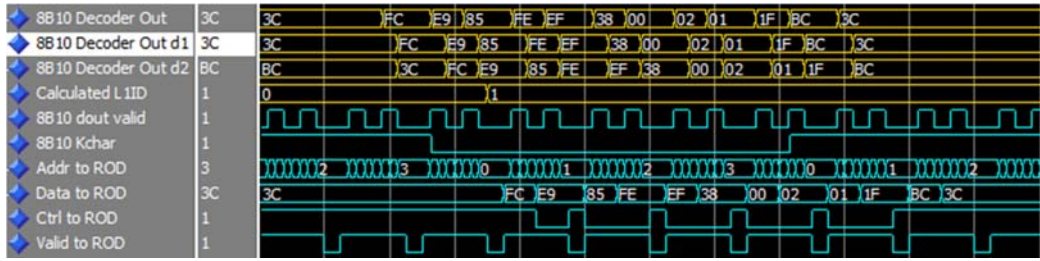 8B10 Decoder Out 3C 3C FC E9 85 FE EF 38 00 02 01 1F BC 3C
8B10 Decoder Out d1 3C 3C FC E9 85 FE EF 38 00 02 01 1F BC 3C
8B10 Decoder Out d2 BC BC 3C FC E9 85 FE EF 38 00 02 01 1F BC
Calculated L1ID 1 0 1
8B10 dout valid 1
8B10 Kchar 1
Addr to ROD 3 2 3 0 1 2 3 0 1 2
Data to ROD 3C 3C FC E9 85 FE EF 38 00 02 01 1F BC 3C
Ctrl to ROD 1
Valid to ROD 1